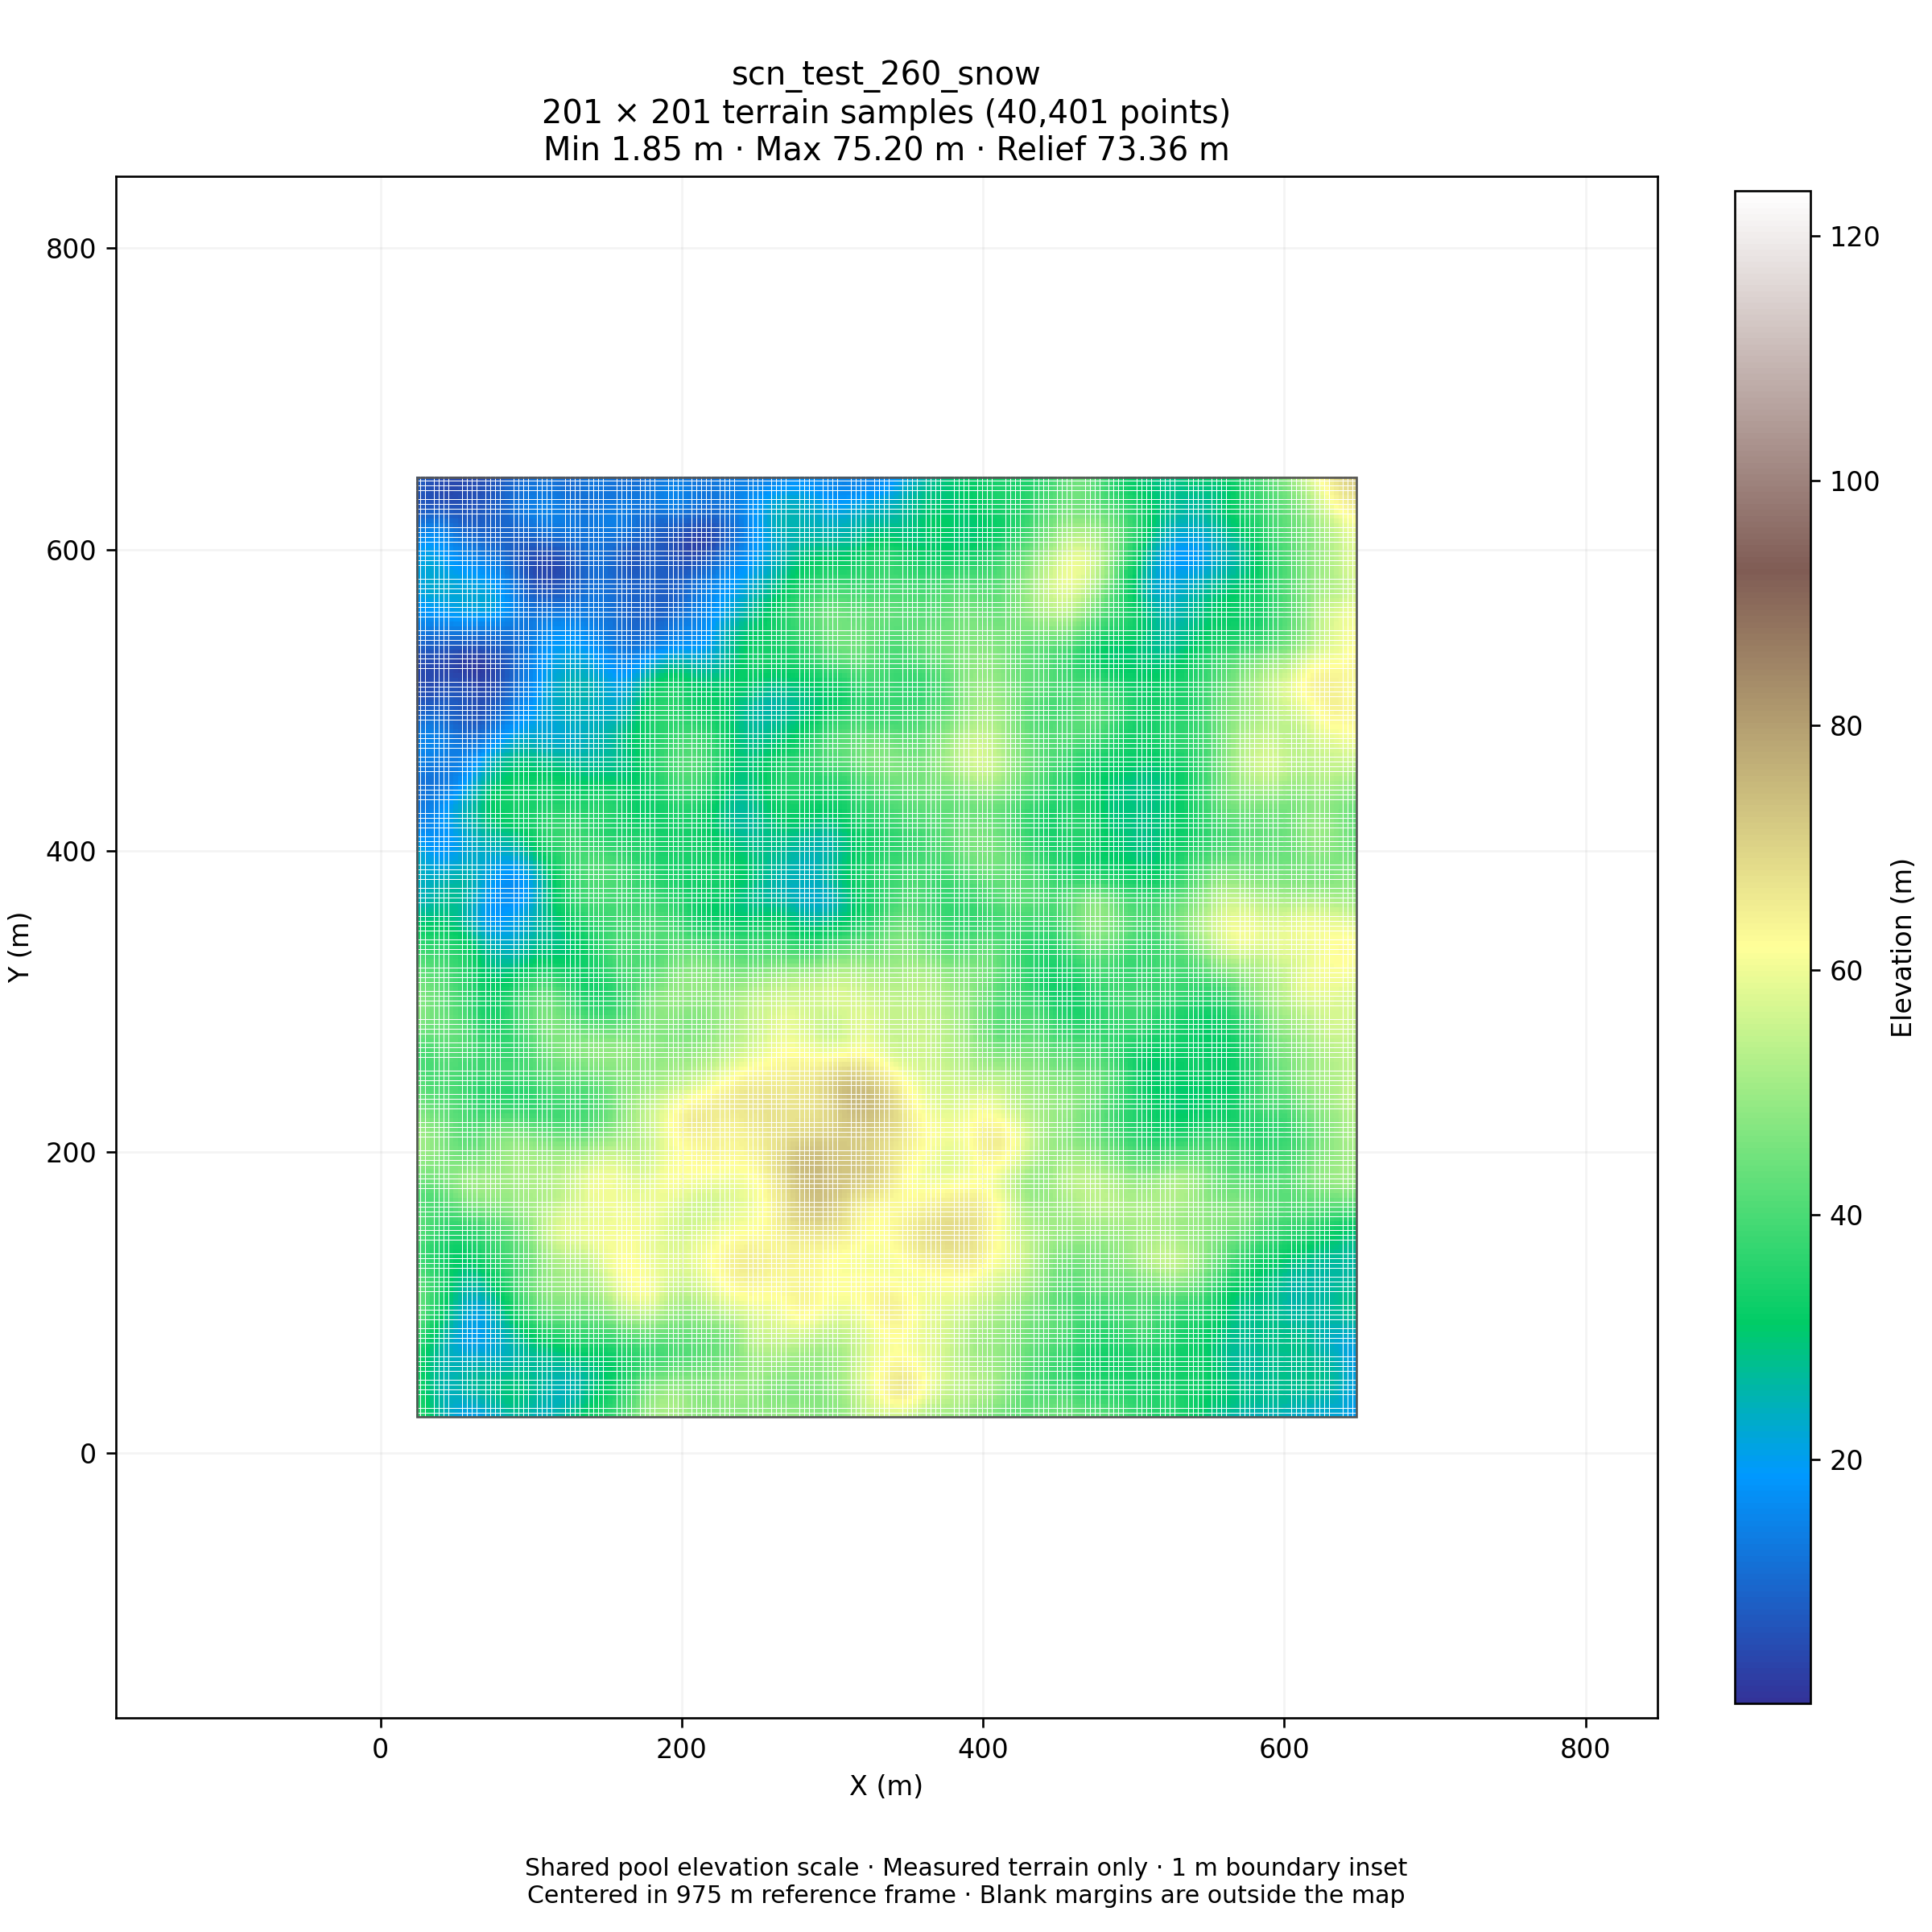 scn_test_260_snow
201 × 201 terrain samples (40,401 points)
Min 1.85 m · Max 75.20 m · Relief 73.36 m
800
600
400
200
0
Y (m)
0
200
400
600
800
X (m)
120
100
80
60
40
20
Elevation (m)
Shared pool elevation scale · Measured terrain only · 1 m boundary inset
Centered in 975 m reference frame · Blank margins are outside the map